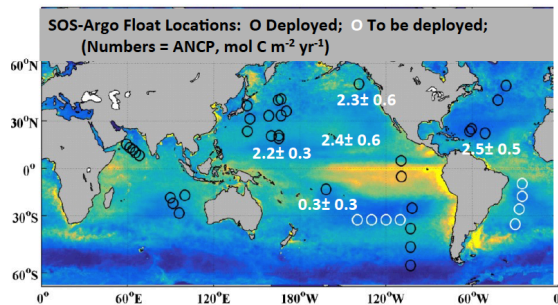 SOS-Argo Float Locations: O Deployed; O To be deployed;
(Numbers = ANCP, mol C m⁻² yr⁻¹)
60°N
30°N
0°
30°S
60°S
2.3± 0.6
2.4± 0.6
2.2± 0.3
2.5± 0.5
0.3± 0.3
0° 60°E 120°E 180°W 120°W 60°W 0°